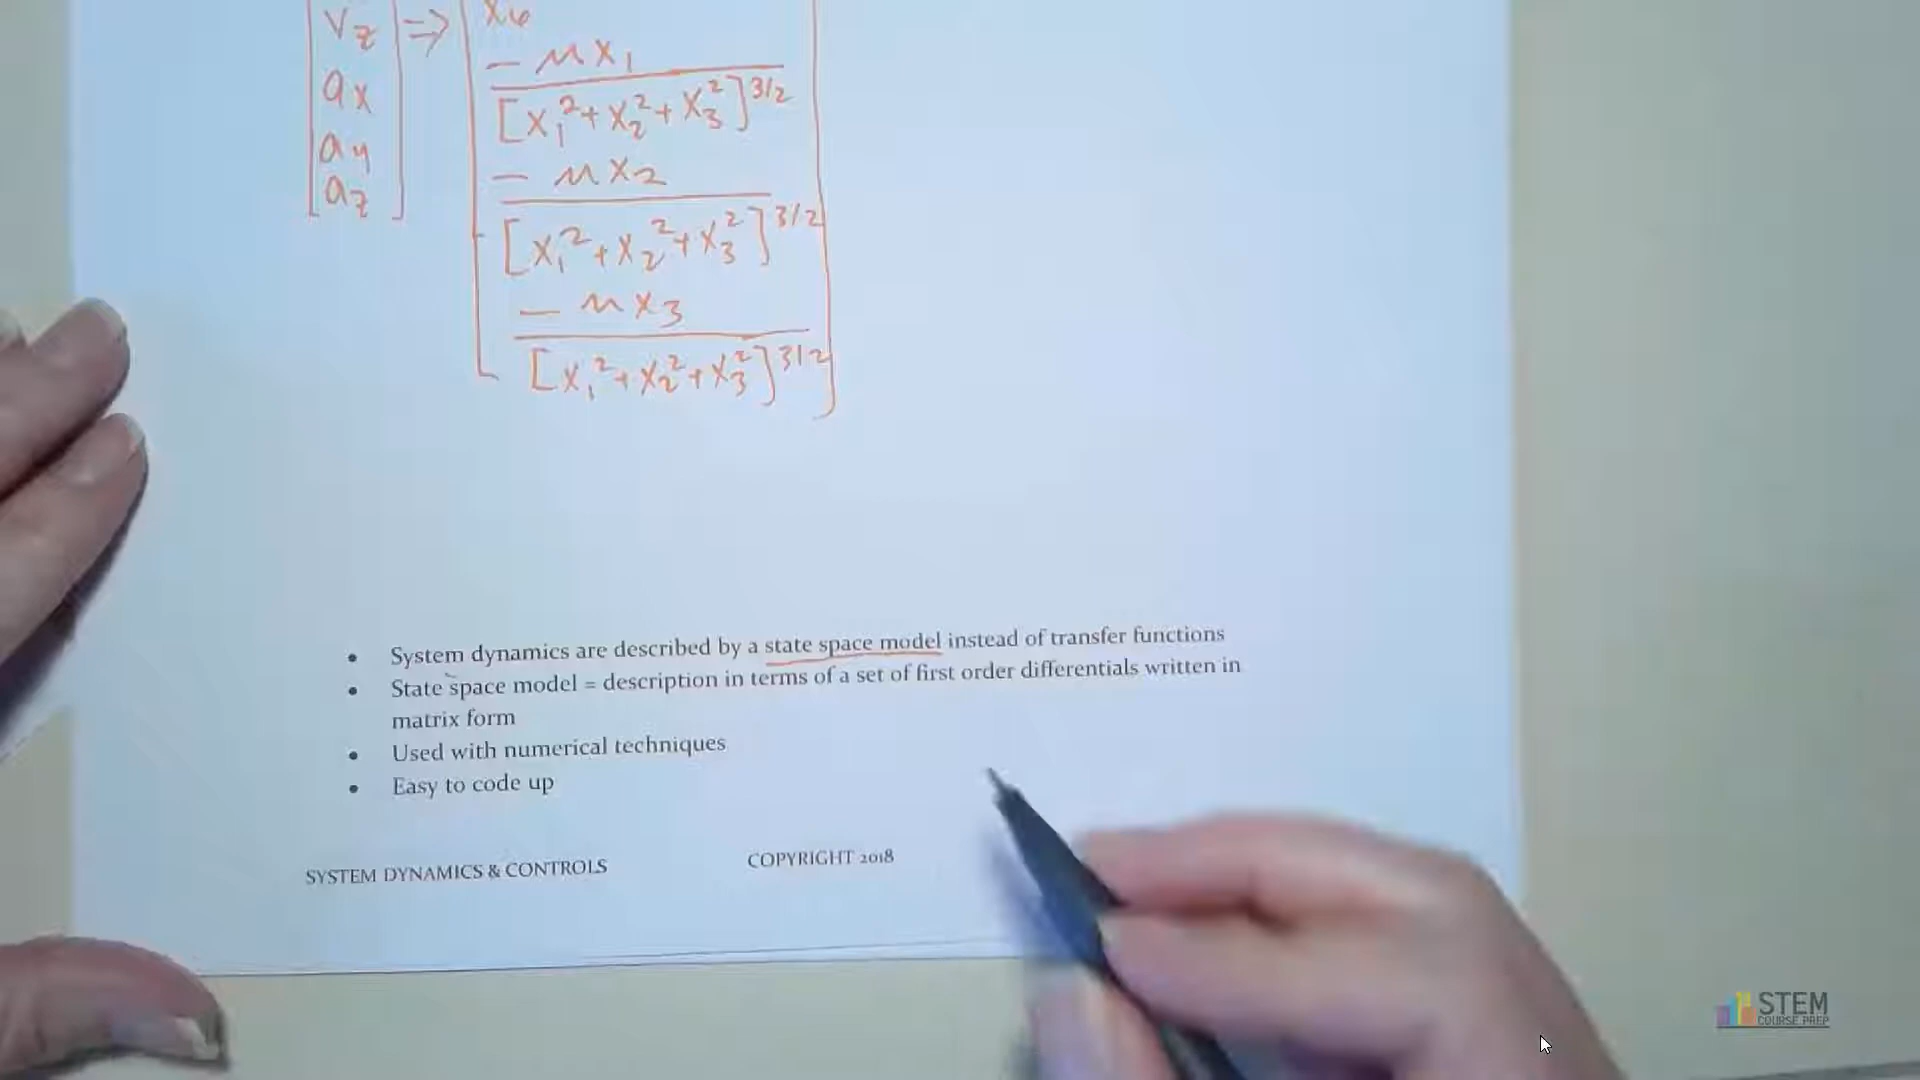 Vz => x6
ax
ay
az
- μx1
[x1² + x2² + x3²]^3/2
- μx2
[x1² + x2² + x3²]^3/2
- μx3
[x1² + x2² + x3²]^3/2
• System dynamics are described by a state space model instead of transfer functions
• State space model = description in terms of a set of first order differentials written in
matrix form
• Used with numerical techniques
• Easy to code up
SYSTEM DYNAMICS & CONTROLS
COPYRIGHT 2018
STEM
COURSE PREP